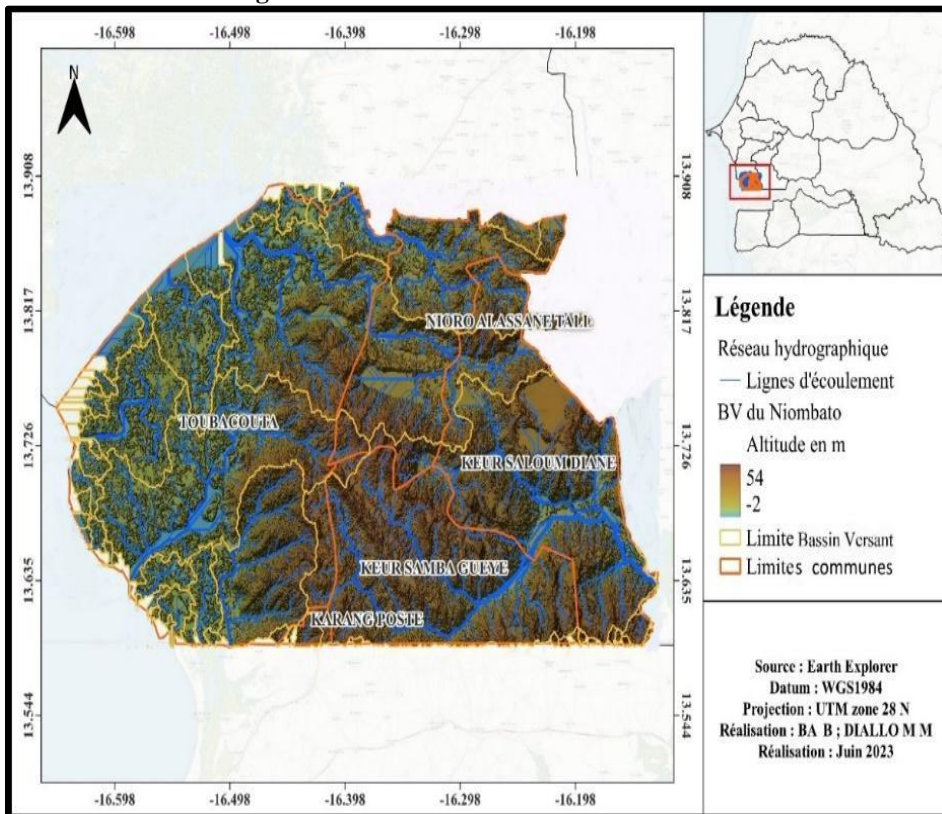 -16.598 -16.498 -16.398 -16.298 -16.198
N
13.908 13.908
13.817 13.817
NIORO ALASSANE TALL
TOUBACOUTA
13.726 13.726
KEUR SALOUM DIANE
KEUR SAMBA GUEYE
13.635 13.635
KARANG POSTE
13.544 13.544
-16.598 -16.498 -16.398 -16.298 -16.198
Légende
Réseau hydrographique
Lignes d'écoulement
BV du Niombato
Altitude en m
54
-2
Limite Bassin Versant
Limites communes
Source : Earth Explorer
Datum : WGS1984
Projection : UTM zone 28 N
Réalisation : BA B ; DIALLO M M
Réalisation : Juin 2023